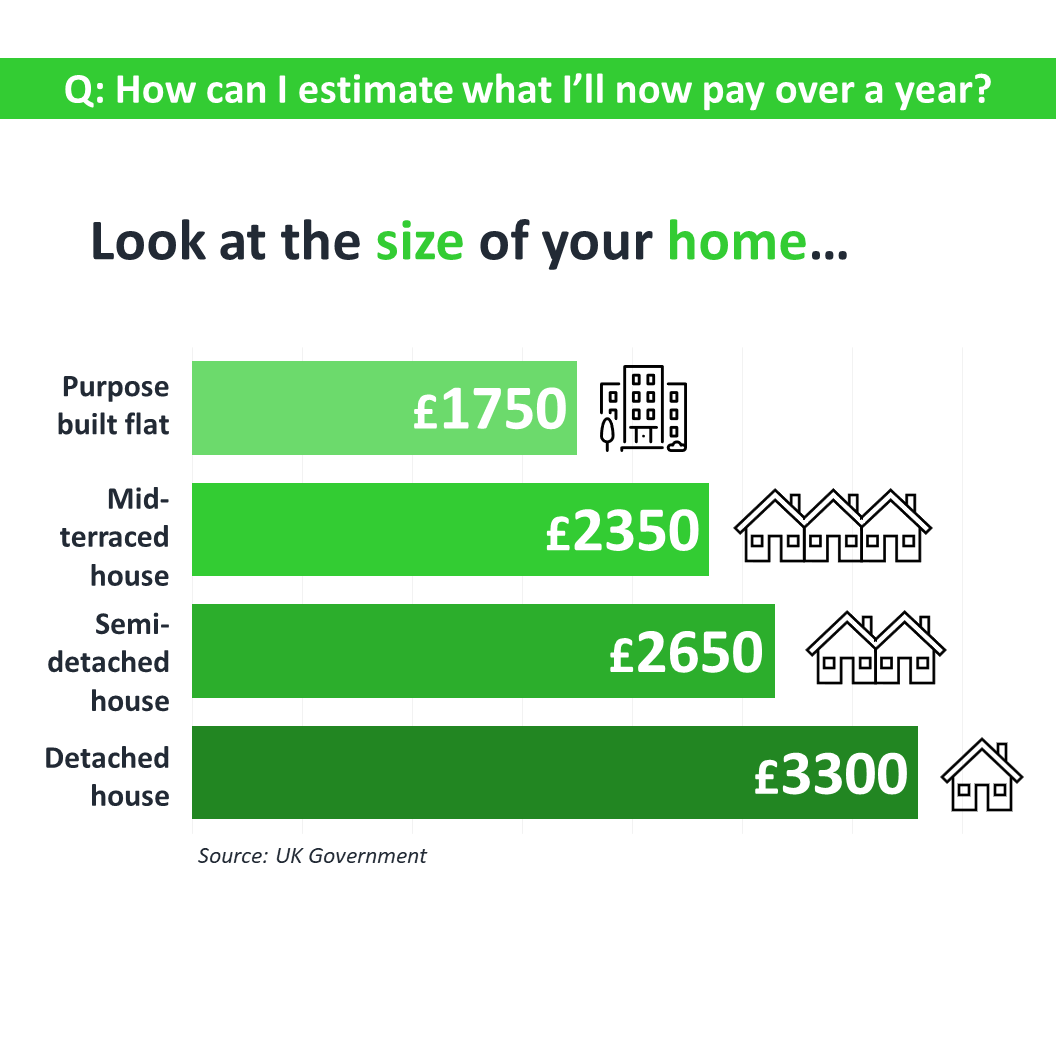 Q: How can I estimate what I’ll now pay over a year?
Look at the size of your home…
Purpose
built flat
£1750
Mid-
terraced
house
£2350
Semi-
detached
house
£2650
Detached
house
£3300
Source: UK Government